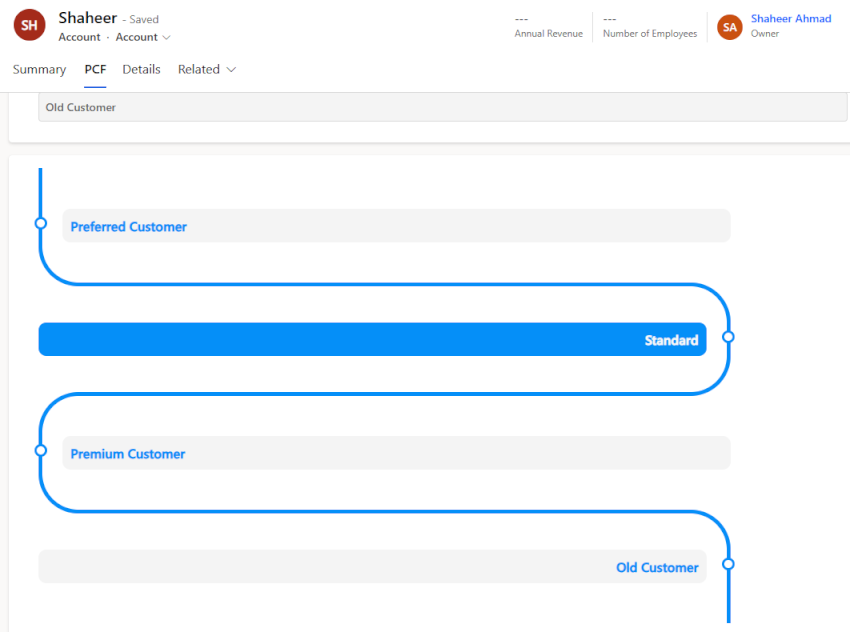 SH
Shaheer - Saved
Account · Account
---
Annual Revenue
---
Number of Employees
SA
Shaheer Ahmad
Owner
Summary PCF Details Related
Old Customer
Preferred Customer
Standard
Premium Customer
Old Customer